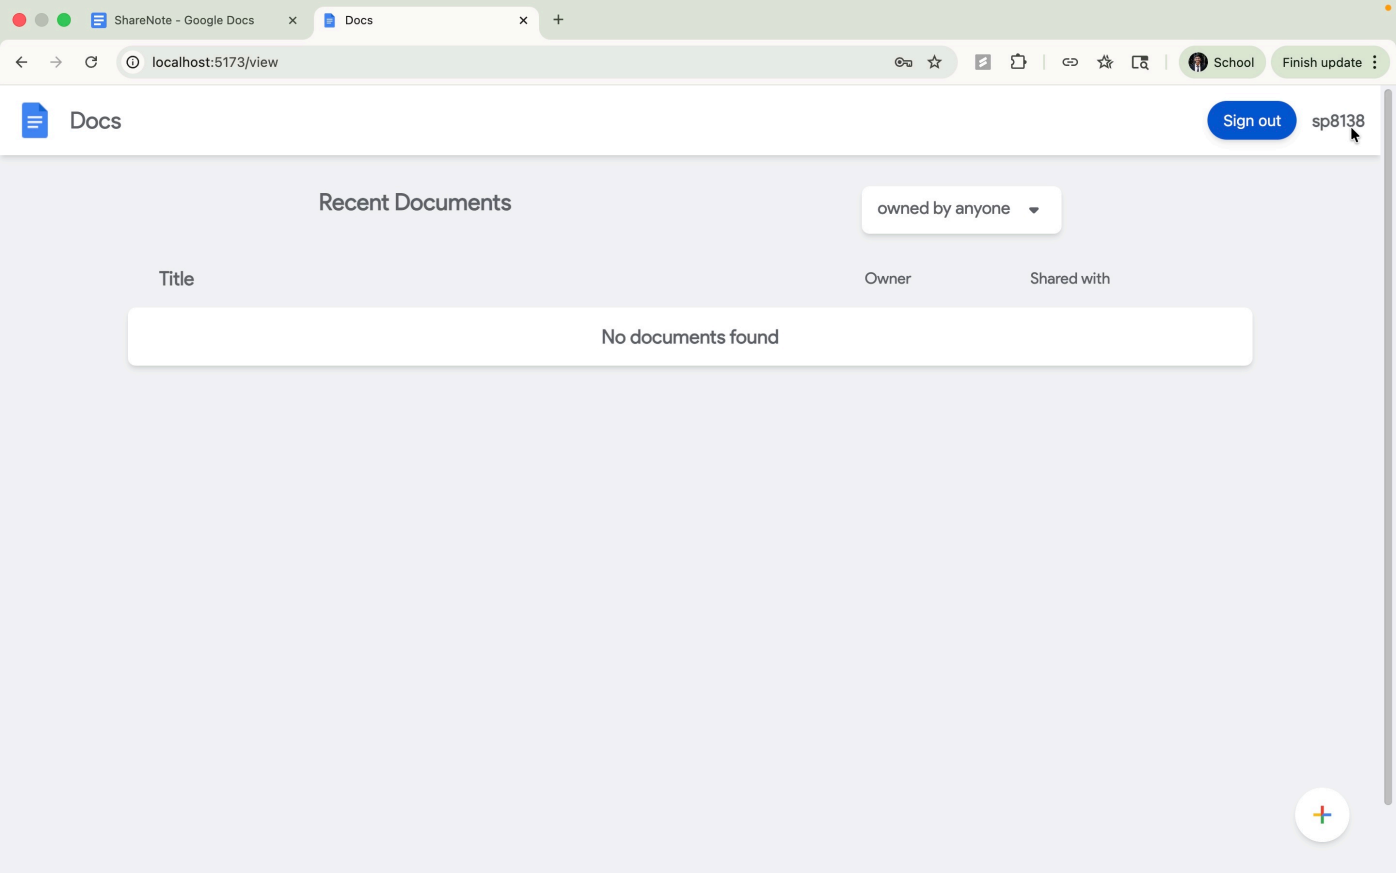 ShareNote - Google Docs
Docs
localhost:5173/view
School
Finish update
Docs
Sign out
sp8138
Recent Documents
owned by anyone
Title
Owner
Shared with
No documents found